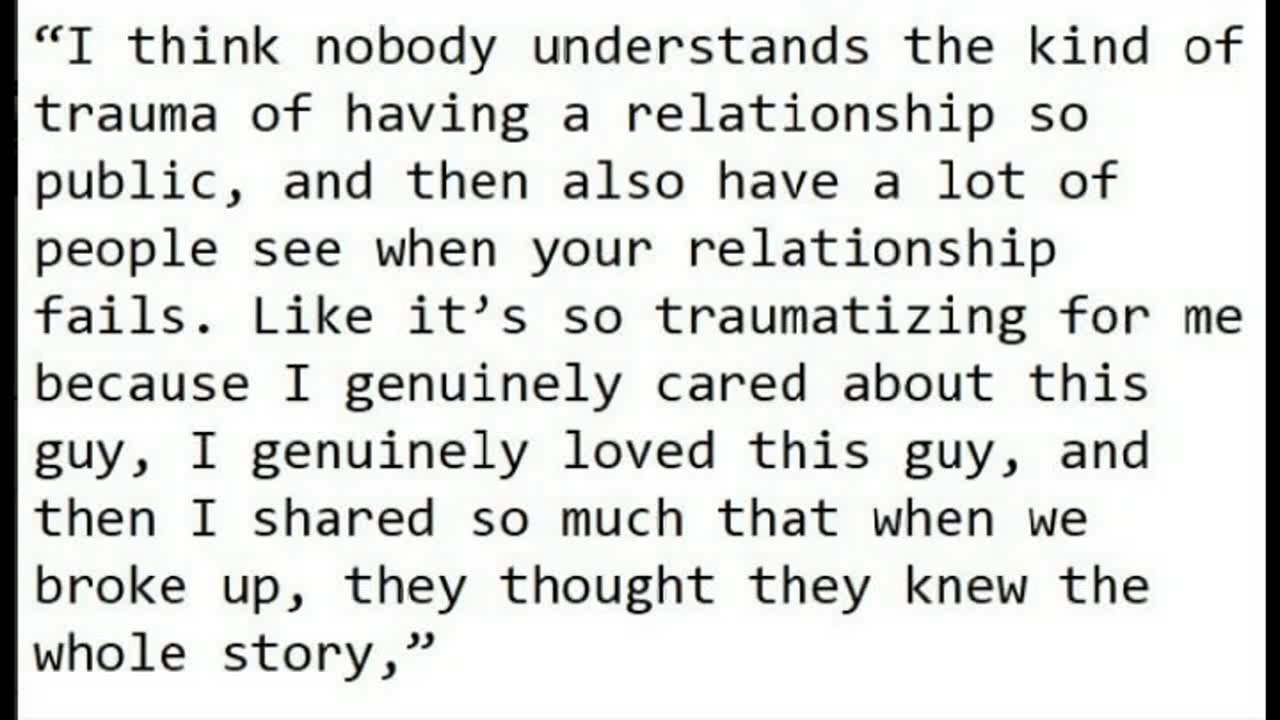 “I think nobody understands the kind of
trauma of having a relationship so
public, and then also have a lot of
people see when your relationship
fails. Like it’s so traumatizing for me
because I genuinely cared about this
guy, I genuinely loved this guy, and
then I shared so much that when we
broke up, they thought they knew the
whole story,”